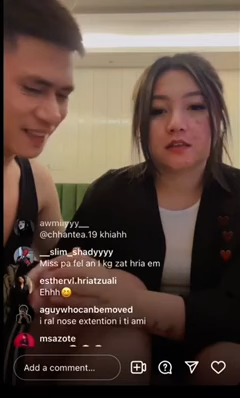 awmiiyyy__
@chhantea.19 khiahh
__slim_shadyyyy
Miss pa fel an I kg zat hria em
esthervl.hriatzuali
Ehhh😄
aguywhocanbemoved
i ral nose extention i ti ami
msazote
Add a comment...